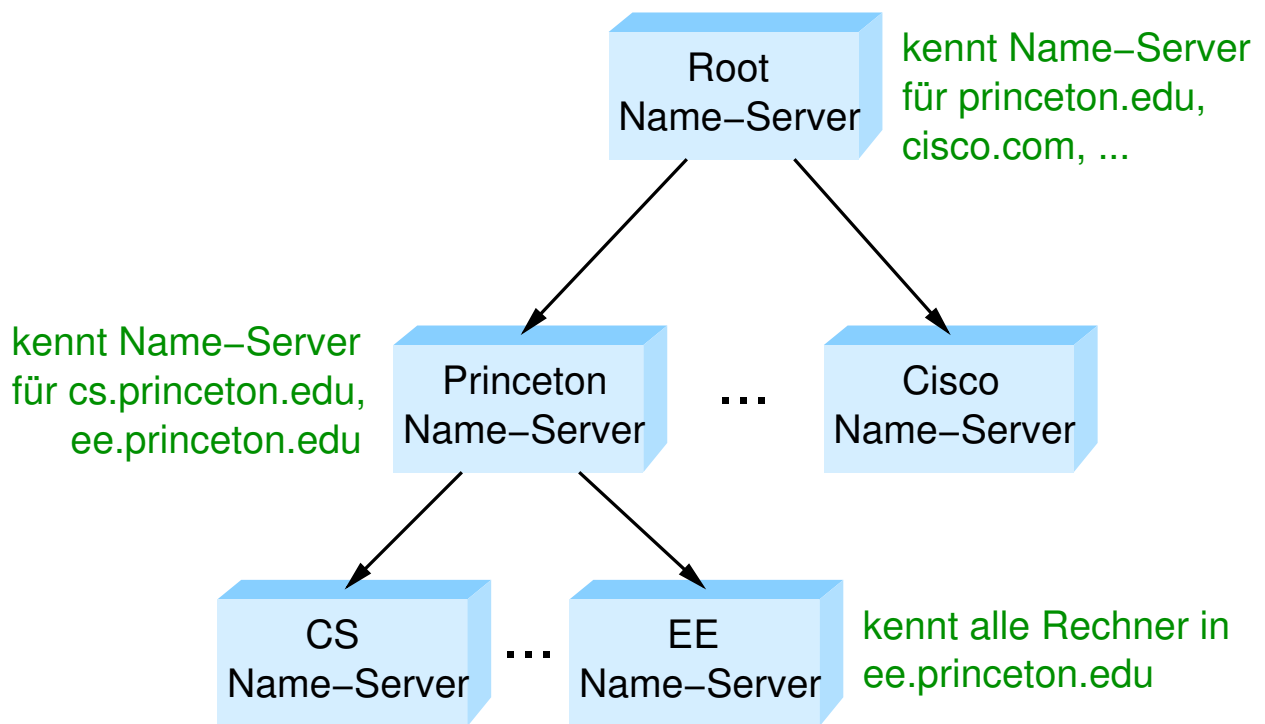 Root
Name−Server
kennt Name−Server
für princeton.edu,
cisco.com, ...
kennt Name−Server
für cs.princeton.edu,
ee.princeton.edu
Princeton
Name−Server
...
Cisco
Name−Server
CS
Name−Server
...
EE
Name−Server
kennt alle Rechner in
ee.princeton.edu